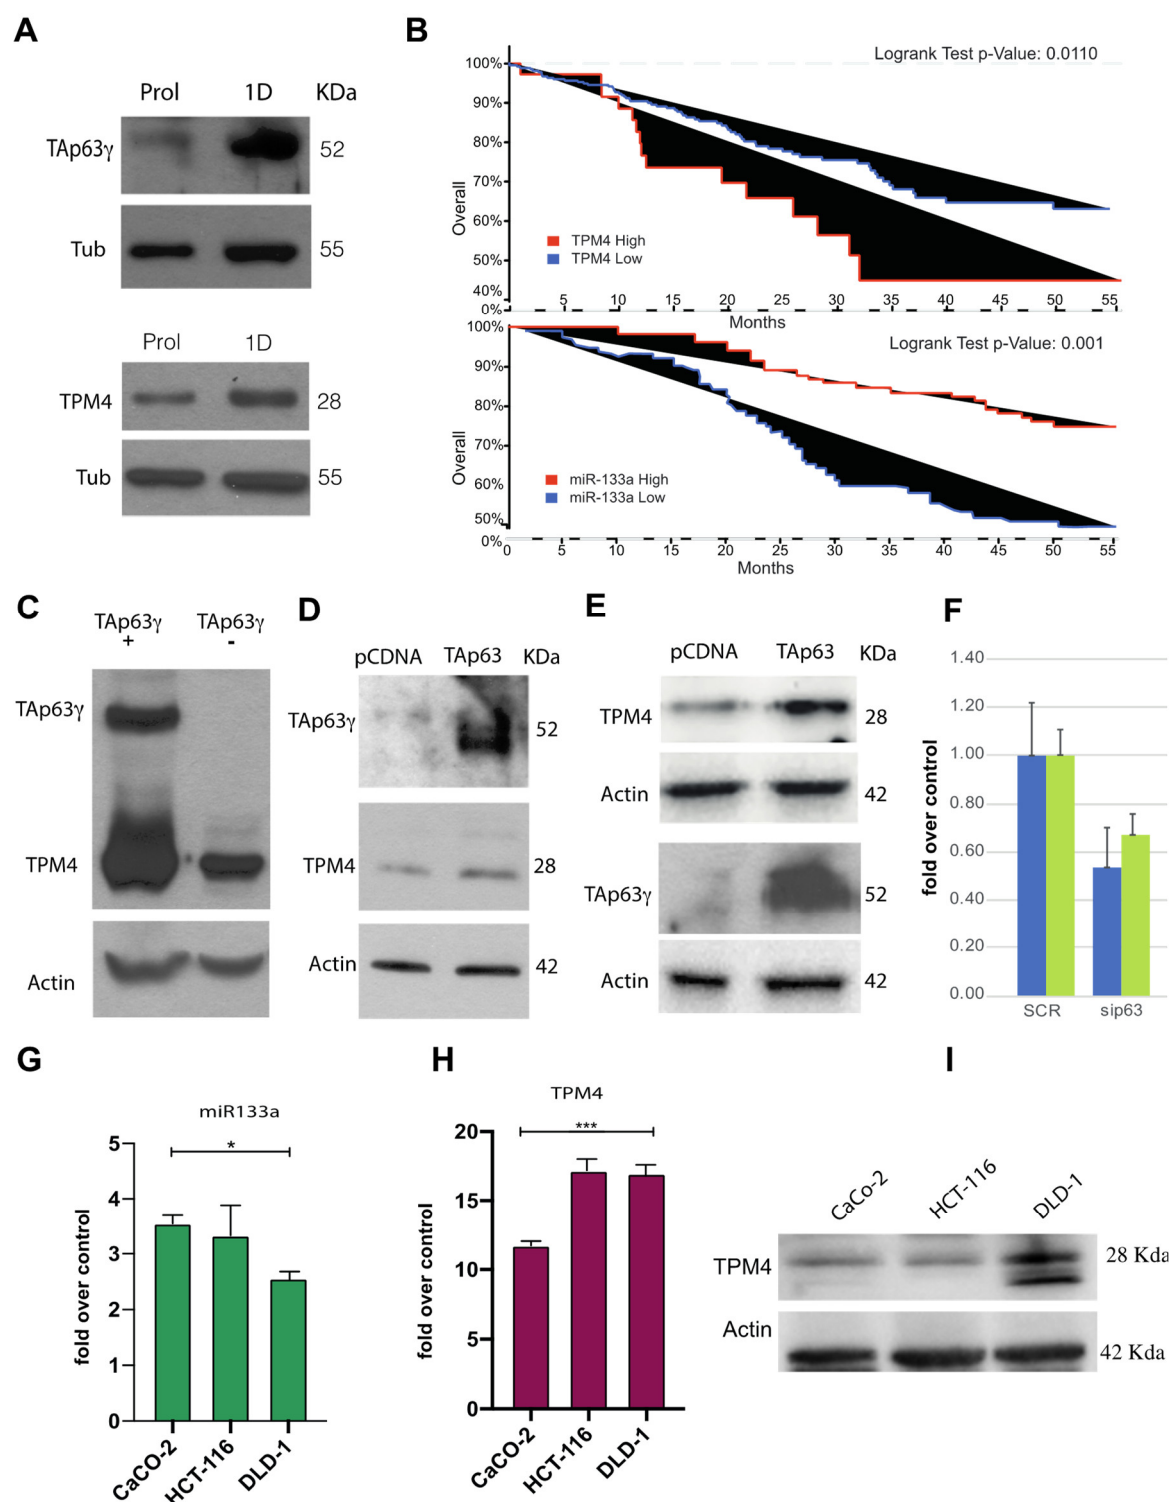 A
Prol 1D KDa
TAp63γ 52
Tub 55
Prol 1D
TPM4 28
Tub 55
B
Logrank Test p-Value: 0.0110
100%
90%
80%
70%
60%
50%
40%
0%
Overall
TPM4 High
TPM4 Low
5 10 15 20 25 30 35 40 45 50 55
Months
Logrank Test p-Value: 0.001
100%
90%
80%
70%
60%
50%
0%
Overall
miR-133a High
miR-133a Low
0 5 10 15 20 25 30 35 40 45 50 55
Months
C
TAp63γ TAp63γ
+ -
TAp63γ
TPM4
Actin
D
pCDNA TAp63 KDa
TAp63γ 52
TPM4 28
Actin 42
E
pCDNA TAp63 KDa
TPM4 28
Actin 42
TAp63γ 52
Actin 42
F
1.40
1.20
1.00
0.80
0.60
0.40
0.20
0.00
fold over control
SCR sip63
G
miR133a
*
5
4
3
2
1
0
fold over control
CaCO-2 HCT-116 DLD-1
H
TPM4
***
20
15
10
5
0
fold over control
CaCO-2 HCT-116 DLD-1
I
CaCo-2 HCT-116 DLD-1
TPM4 28 Kda
Actin 42 Kda